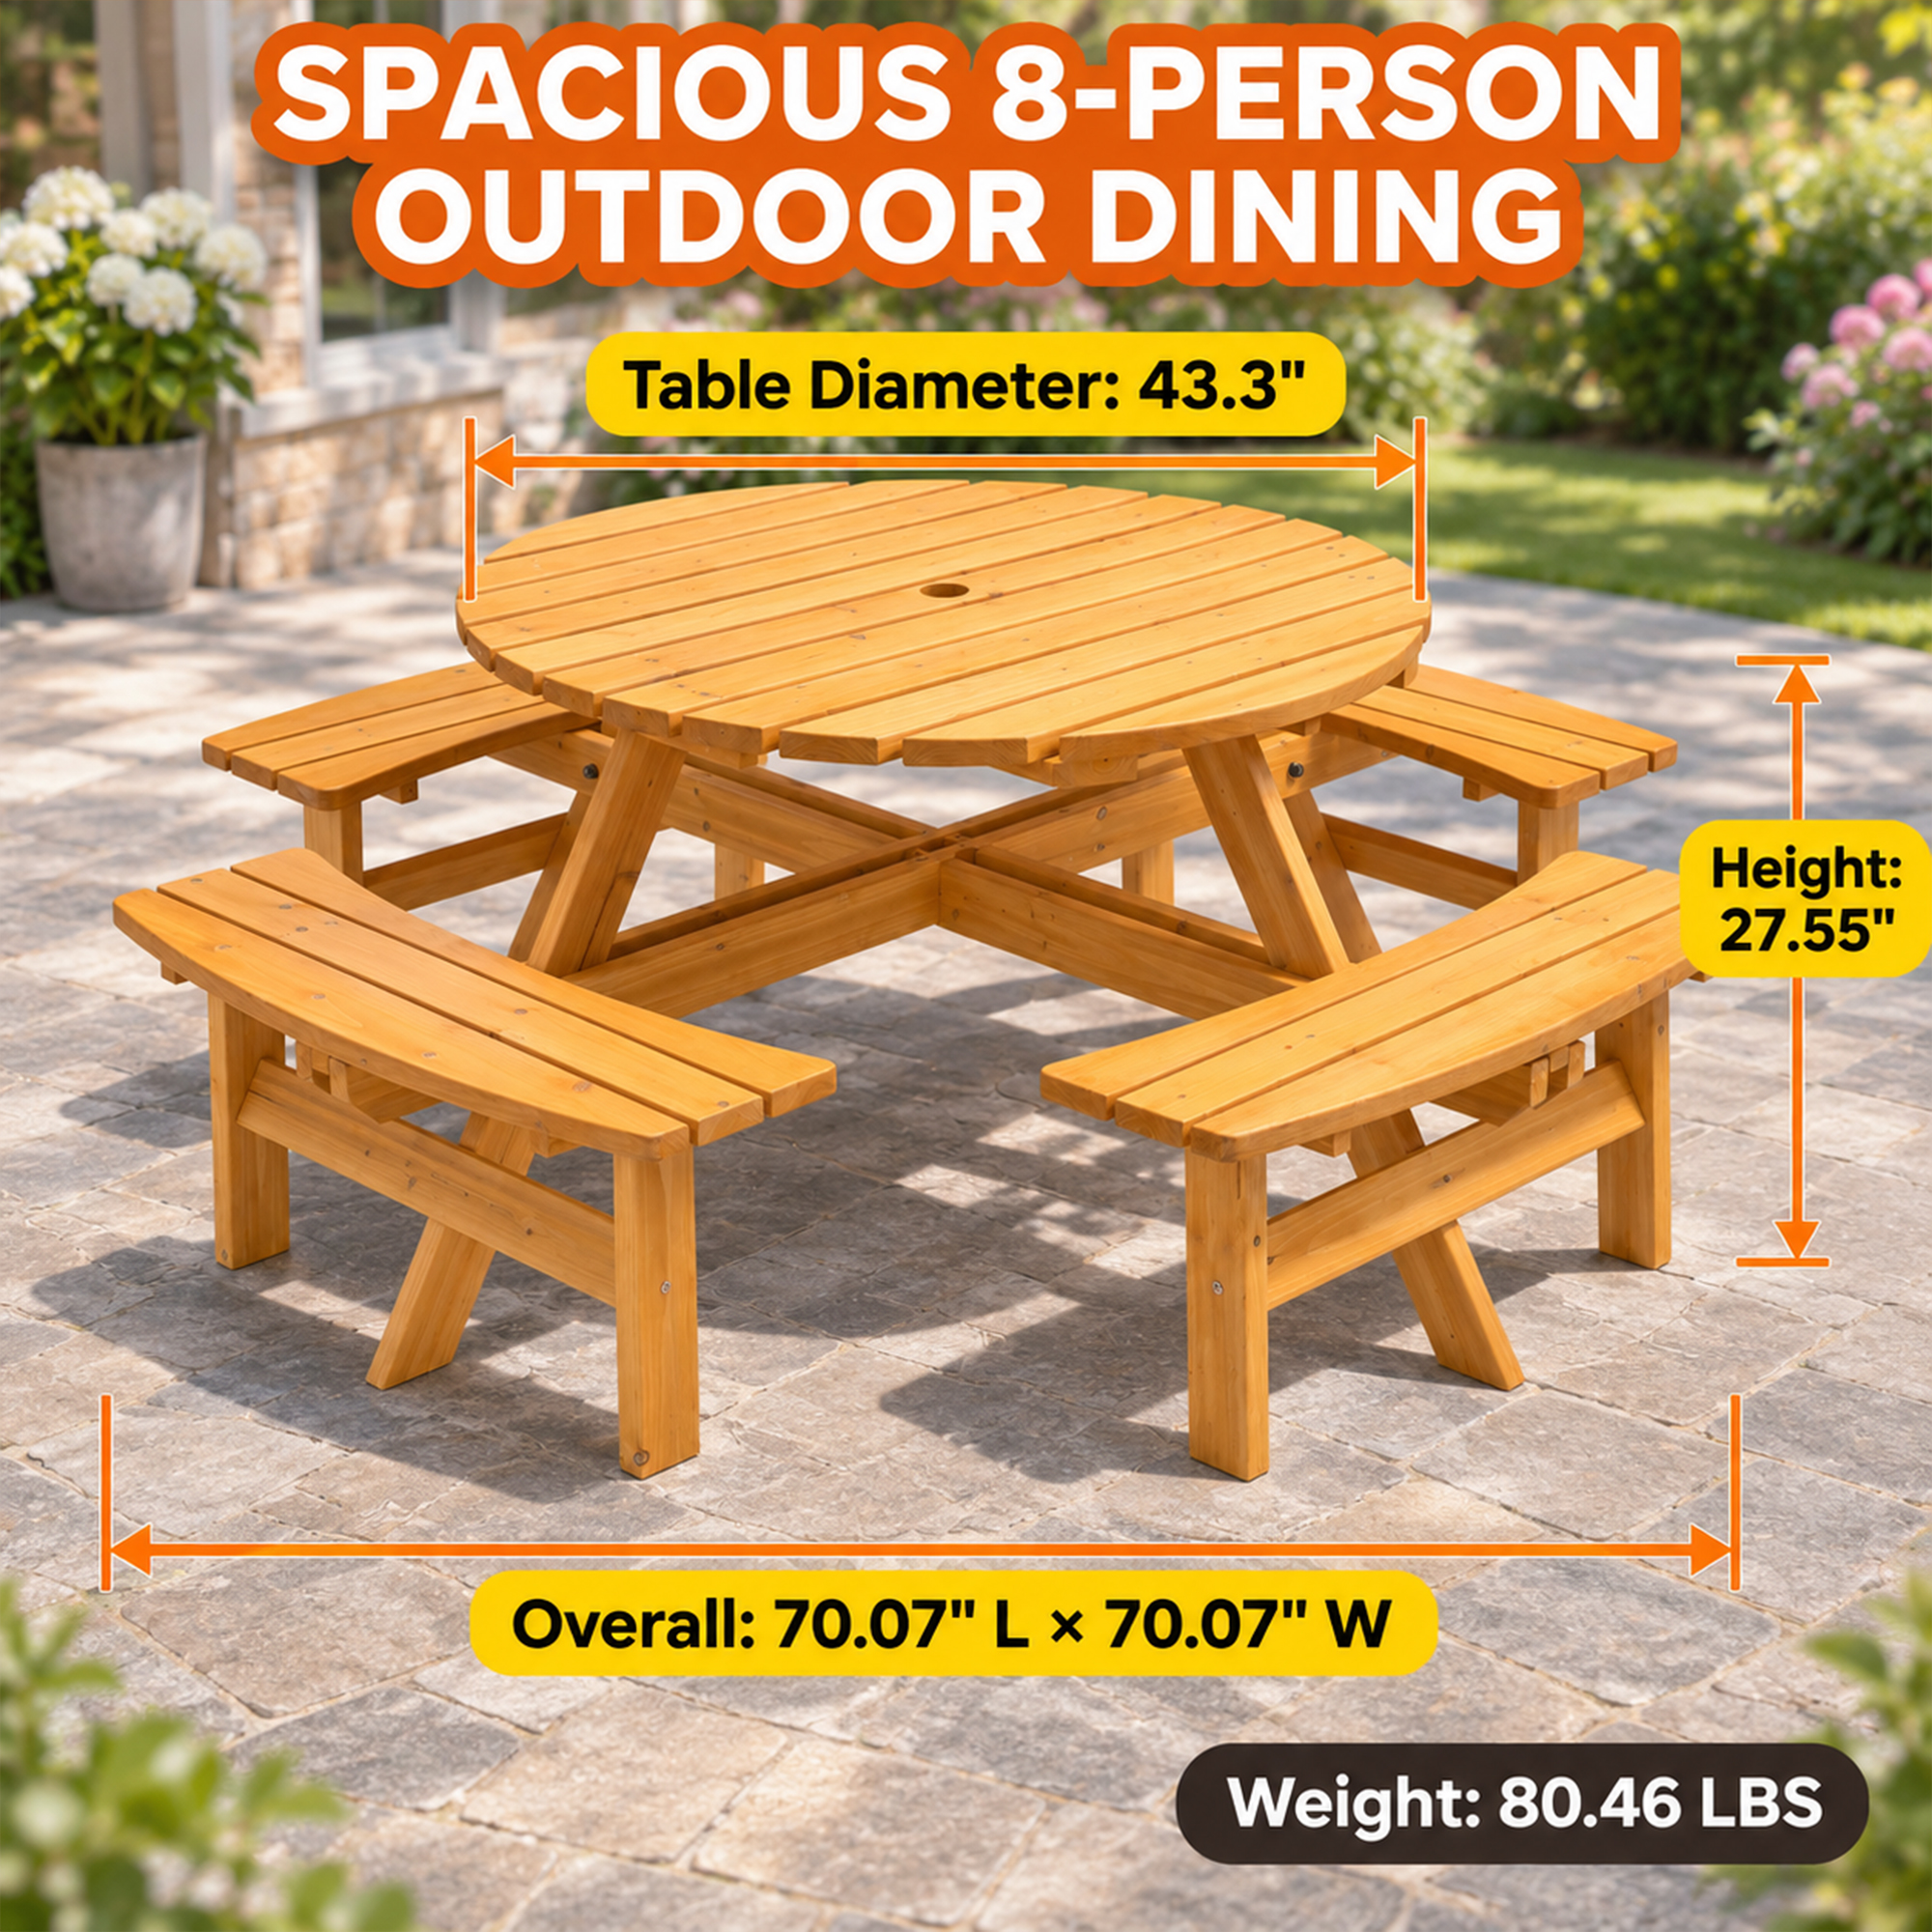 SPACIOUS 8-PERSON
OUTDOOR DINING
Table Diameter: 43.3"
Height:
27.55"
Overall: 70.07" L × 70.07" W
Weight: 80.46 LBS